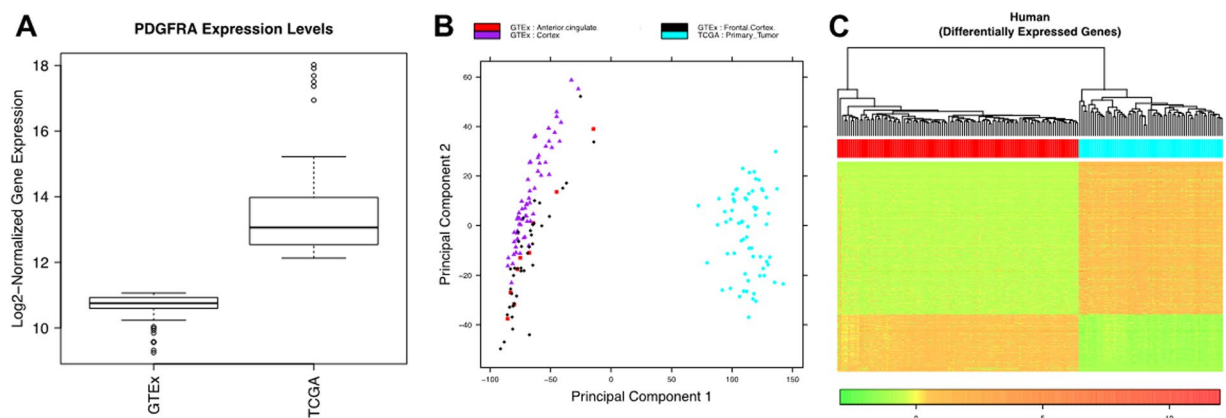 A
PDGFRA Expression Levels
Log2-Normalized Gene Expression
18
16
14
12
10
GTEx
TCGA
B
GTEx : Anterior.cingulate.
GTEx : Cortex
GTEx : Frontal.Cortex.
TCGA : Primary_Tumor
Principal Component 2
60
40
20
0
-20
-40
-100
-50
0
50
100
150
Principal Component 1
C
Human
(Differentially Expressed Genes)
0
5
10